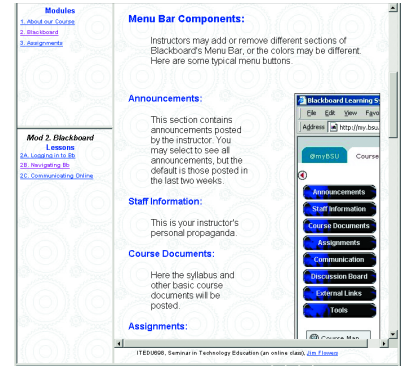 Modules
1. About our Course
2. Blackboard
3. Assignments
Mod 2. Blackboard
Lessons
2A. Logging in to Bb
2B. Navigating Bb
2C. Communicating Online
Menu Bar Components:
Instructors may add or remove different sections of
Blackboard's Menu Bar, or the colors may be different.
Here are some typical menu buttons.
Announcements:
This section contains
announcements posted
by the instructor. You
may select to see all
announcements, but the
default is those posted in
the last two weeks.
Staff Information:
This is your instructor's
personal propaganda.
Course Documents:
Here the syllabus and
other basic course
documents will be
posted.
Assignments:
Blackboard Learning Sy
File Edit View Favo
Address http://my.bsu
@myBSU Course
Announcements
Staff Information
Course Documents
Assignments
Communication
Discussion Board
External Links
Tools
Course Map
ITEDU698, Seminar in Technology Education (an online class), Jim Flowers